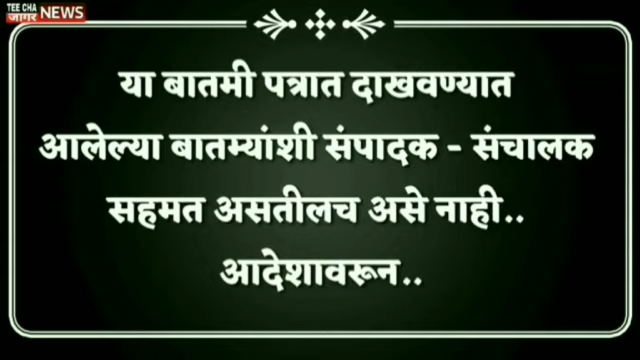 TEE CHA
जागर NEWS
या बातमी पत्रात दाखवण्यात
आलेल्या बातम्यांशी संपादक - संचालक
सहमत असतीलच असे नाही..
आदेशावरून..